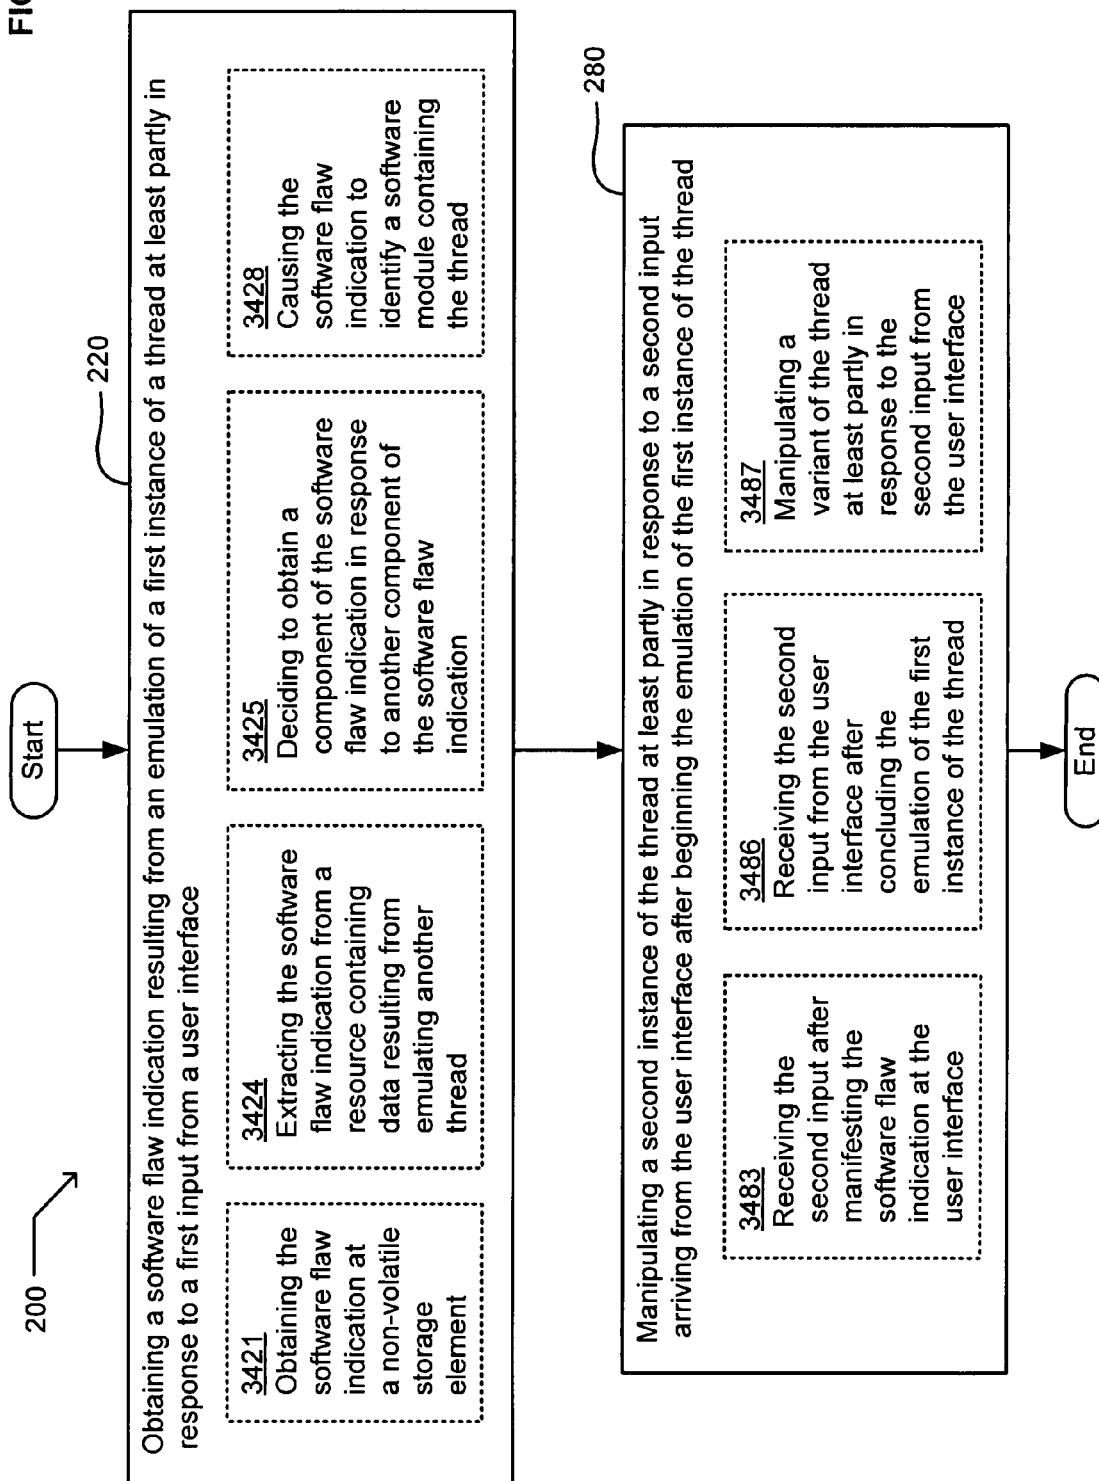 FIG
200
Start
220
Obtaining a software flaw indication resulting from an emulation of a first instance of a thread at least partly in
response to a first input from a user interface
3421
Obtaining the
software flaw
indication at
a non-volatile
storage
element
3424
Extracting the software
flaw indication from a
resource containing
data resulting from
emulating another
thread
3425
Deciding to obtain a
component of the software
flaw indication in response
to another component of
the software flaw
indication
3428
Causing the
software flaw
indication to
identify a software
module containing
the thread
280
Manipulating a second instance of the thread at least partly in response to a second input
arriving from the user interface after beginning the emulation of the first instance of the thread
3483
Receiving the
second input after
manifesting the
software flaw
indication at the
user interface
3486
Receiving the second
input from the user
interface after
concluding the
emulation of the first
instance of the thread
3487
Manipulating a
variant of the thread
at least partly in
response to the
second input from
the user interface
End